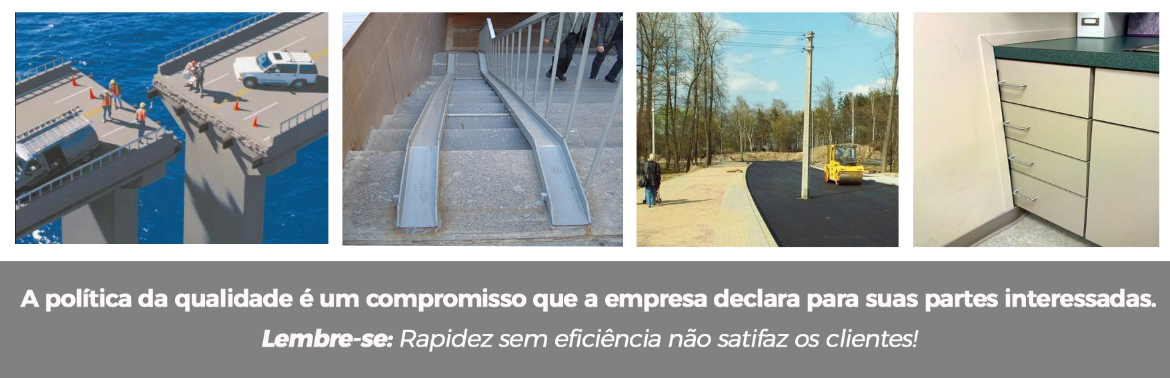 A política da qualidade é um compromisso que a empresa declara para suas partes interessadas.
Lembre-se: Rapidez sem eficiência não satifaz os clientes!